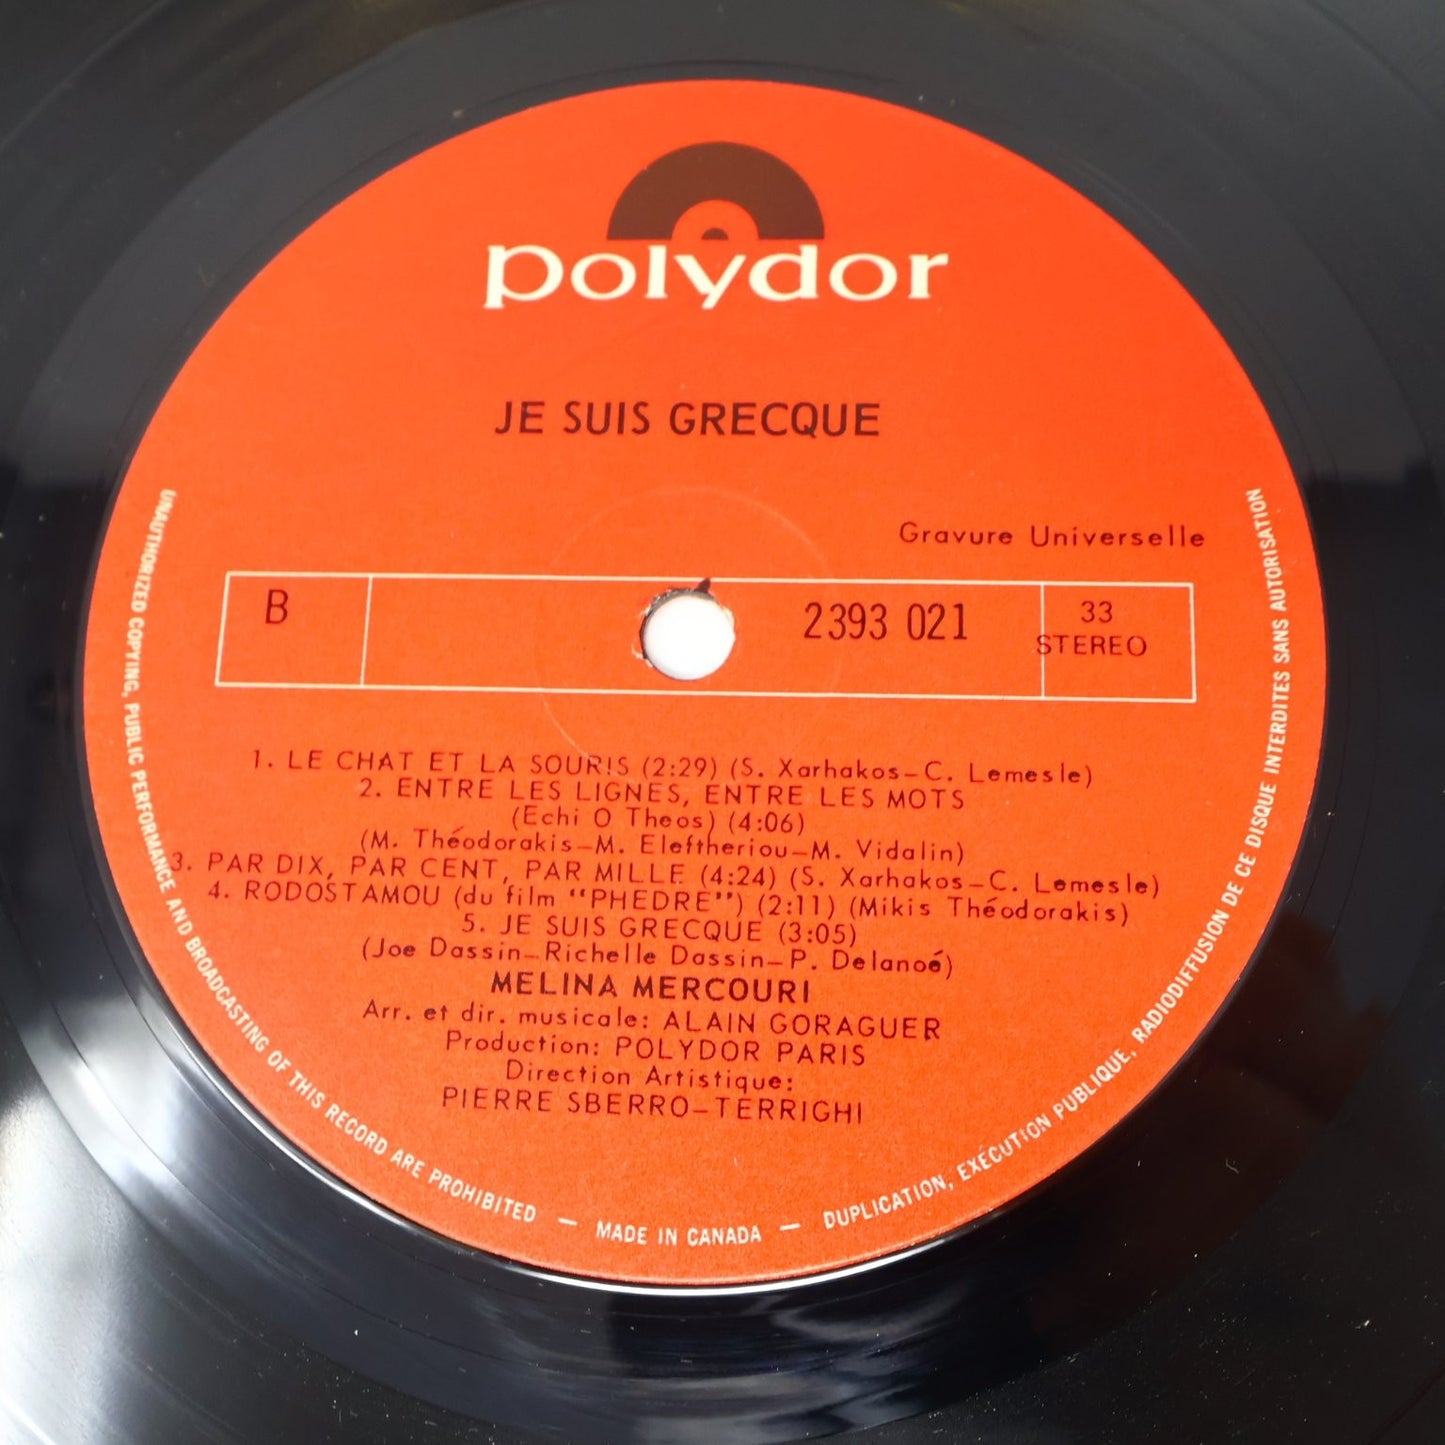 polydor
JE SUIS GRECQUE
Gravure Universelle
B
2393 021
33
STEREO
1. LE CHAT ET LA SOURIS (2:29) (S. Xarhakos-C. Lemesle)
2. ENTRE LES LIGNES, ENTRE LES MOTS
(Echi O Theos) (4:06)
(M. Théodorakis-M. Eleftheriou-M. Vidalin)
3. PAR DIX, PAR CENT, PAR MILLE (4:24) (S. Xarhakos-C. Lemesle)
4. RODOSTAMOU (du film "PHEDRE") (2:11) (Mikis Théodorakis)
5. JE SUIS GRECQUE (3:05)
(Joe Dassin-Richelle Dassin-P. Delanoé)
MELINA MERCOURI
Arr. et dir. musicale: ALAIN GORAGUER
Production: POLYDOR PARIS
Direction Artistique:
PIERRE SBERRO-TERRIGHI
UNAUTHORIZED COPYING, PUBLIC PERFORMANCE AND BROADCASTING OF THIS RECORD ARE PROHIBITED — MADE IN CANADA — DUPLICATION, EXÉCUTION PUBLIQUE, RADIODIFFUSION DE CE DISQUE INTERDITES SANS AUTORISATION